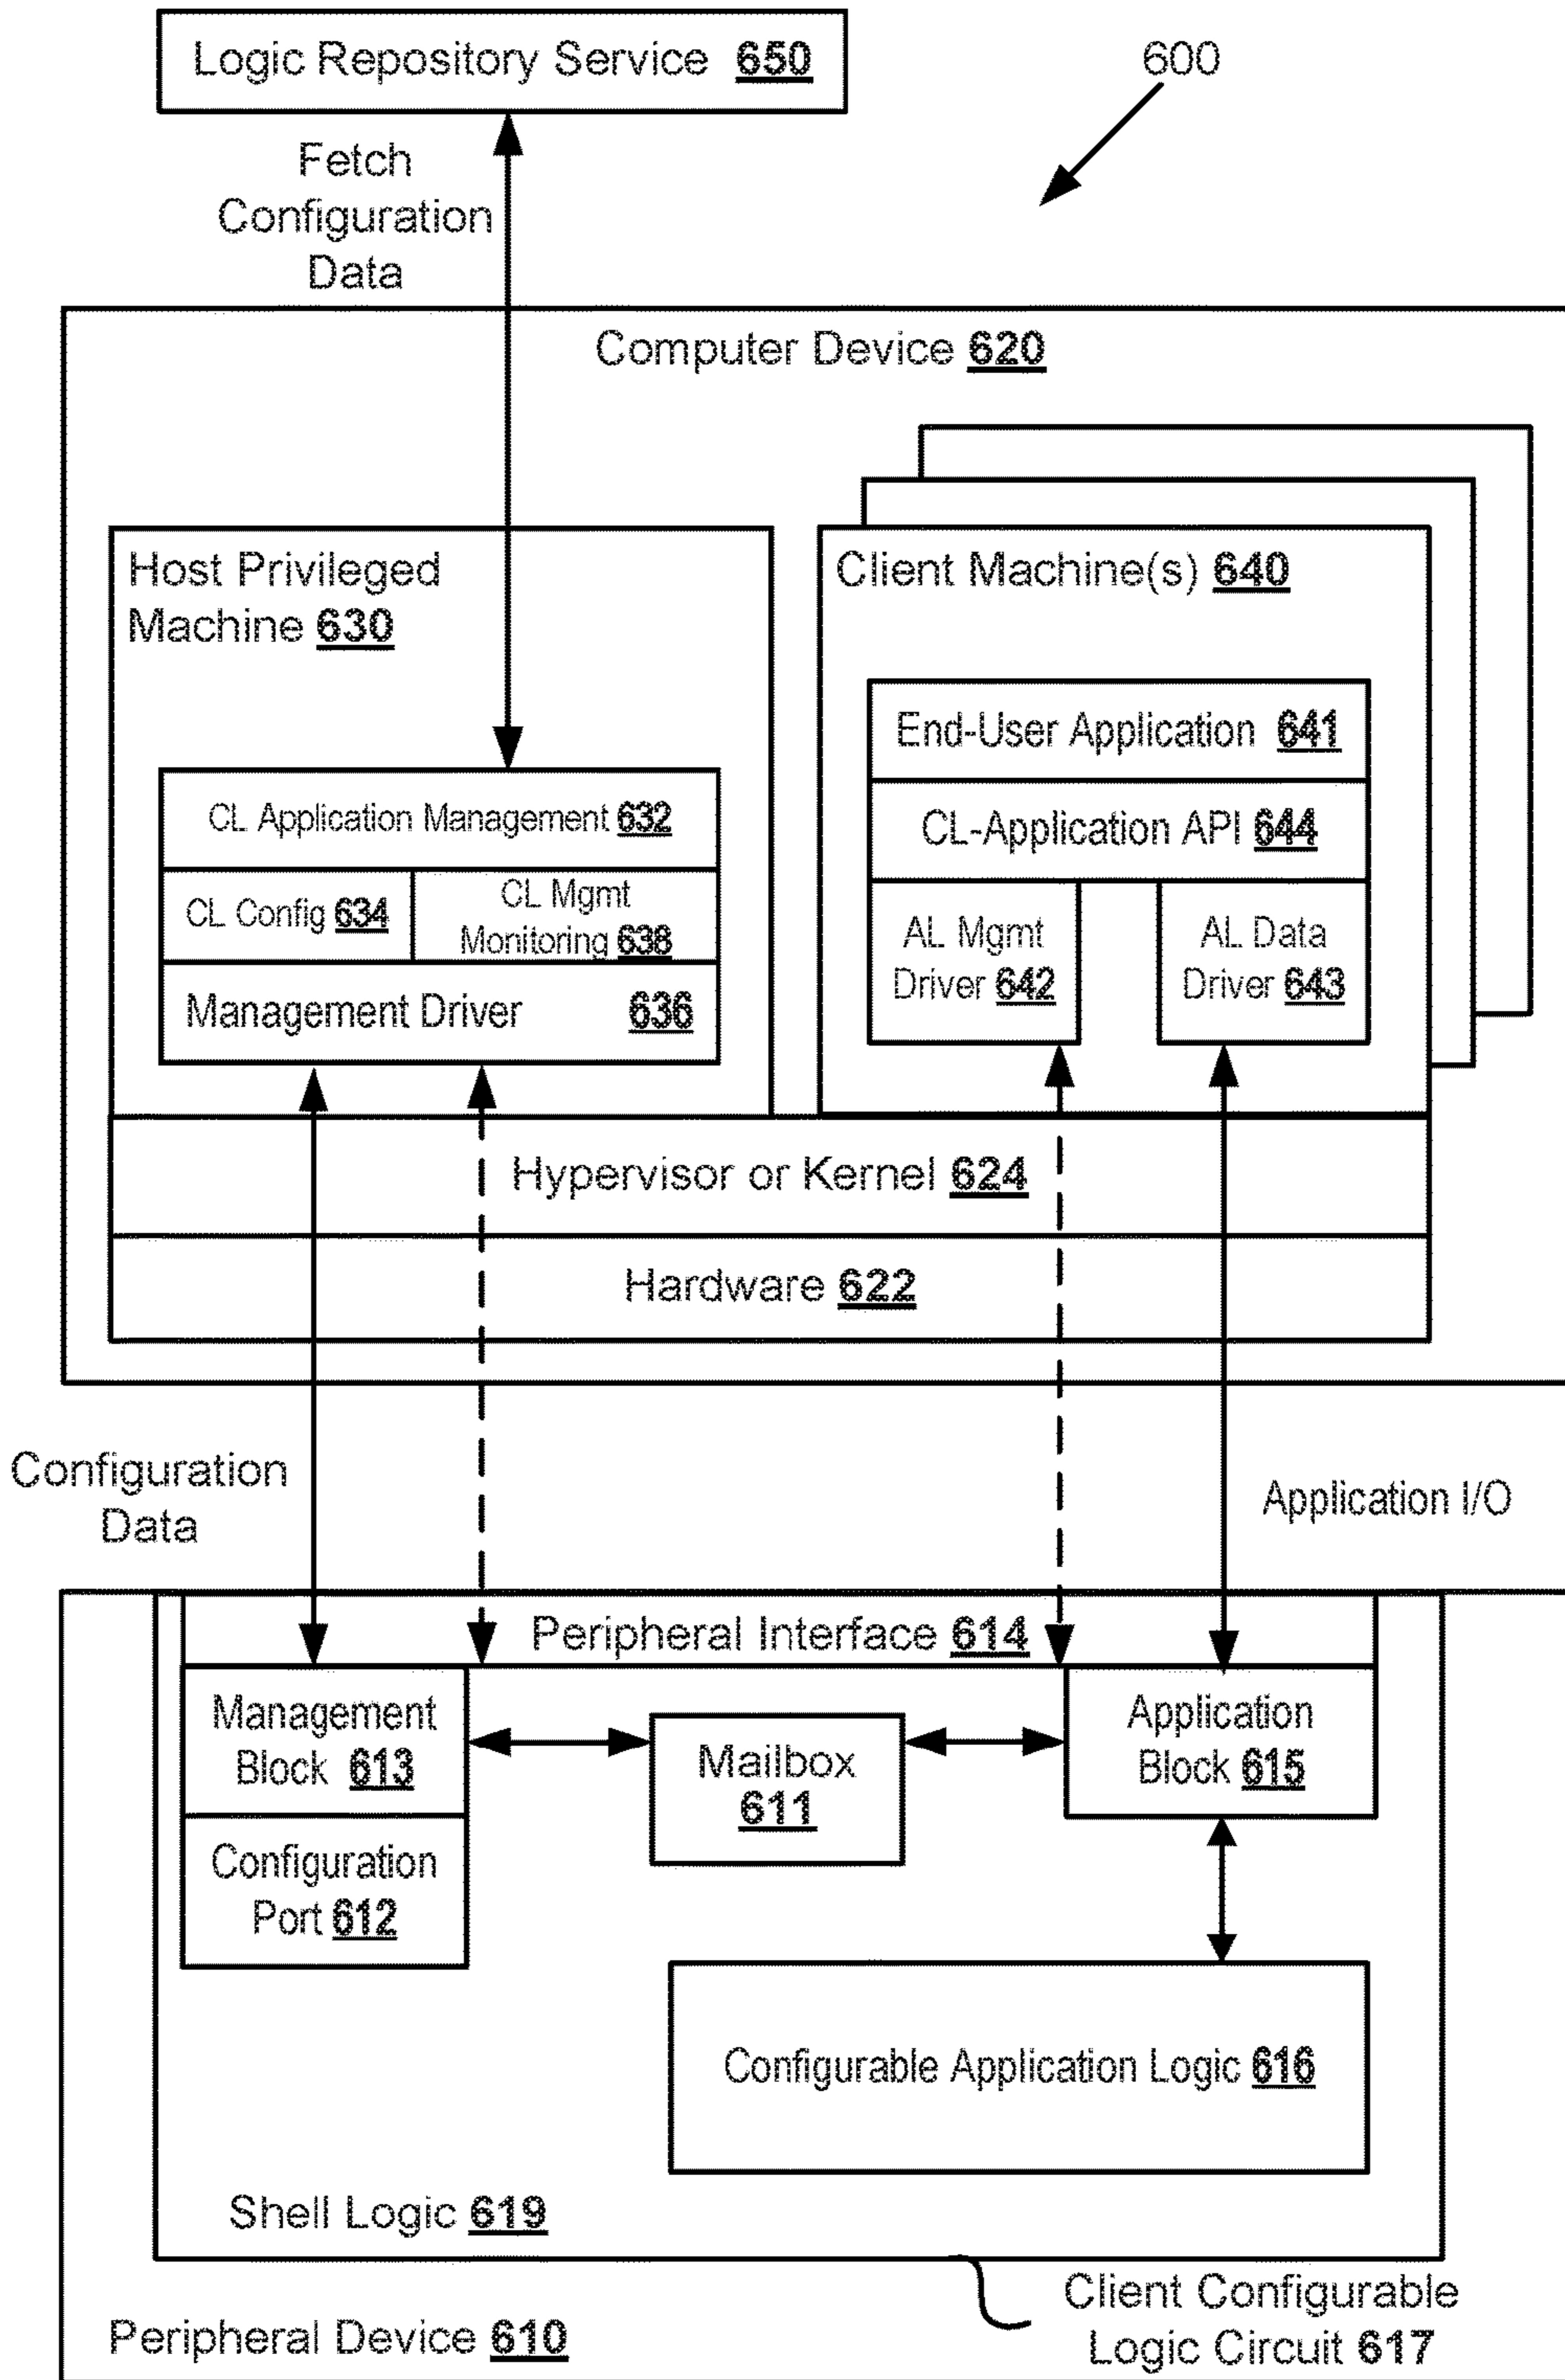 Logic Repository Service 650
600
Fetch
Configuration
Data
Computer Device 620
Host Privileged
Machine 630
Client Machine(s) 640
End-User Application 641
CL Application Management 632
CL-Application API 644
CL Config 634
CL Mgmt
Monitoring 638
AL Mgmt
Driver 642
AL Data
Driver 643
Management Driver 636
Hypervisor or Kernel 624
Hardware 622
Configuration
Data
Application I/O
Peripheral Interface 614
Management
Block 613
Mailbox
611
Application
Block 615
Configuration
Port 612
Configurable Application Logic 616
Shell Logic 619
Client Configurable
Logic Circuit 617
Peripheral Device 610